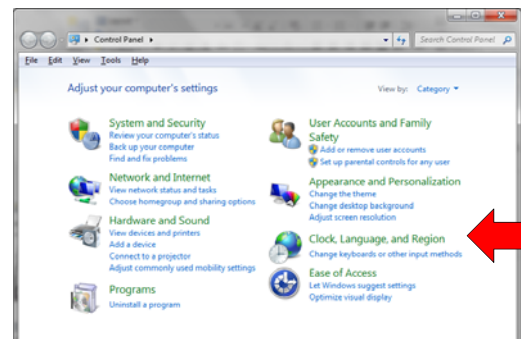 Control Panel
Search Control Panel
File Edit View Tools Help
Adjust your computer's settings
View by: Category
System and Security
Review your computer's status
Back up your computer
Find and fix problems
Network and Internet
View network status and tasks
Choose homegroup and sharing options
Hardware and Sound
View devices and printers
Add a device
Connect to a projector
Adjust commonly used mobility settings
Programs
Uninstall a program
User Accounts and Family
Safety
Add or remove user accounts
Set up parental controls for any user
Appearance and Personalization
Change the theme
Change desktop background
Adjust screen resolution
Clock, Language, and Region
Change keyboards or other input methods
Ease of Access
Let Windows suggest settings
Optimize visual display